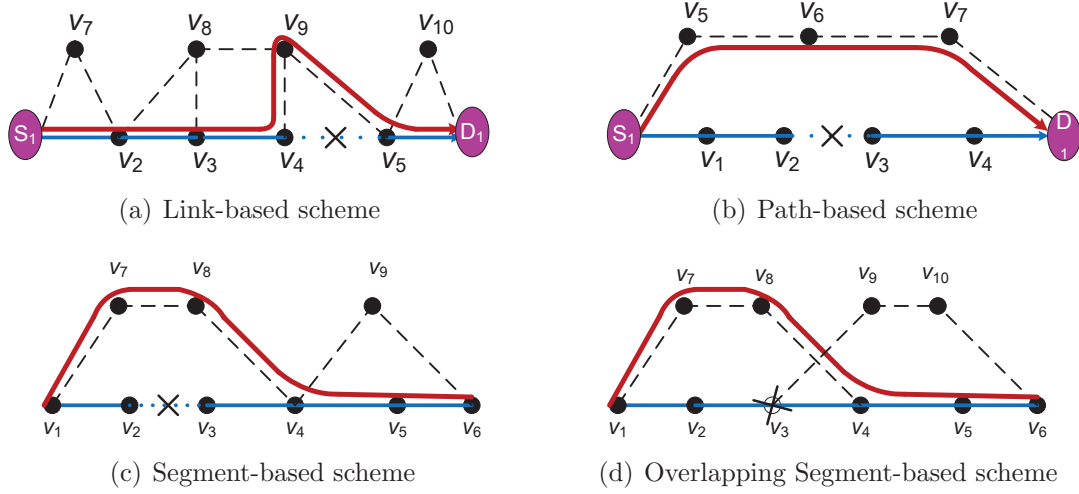 v7 v8 v9 v10
S1 D1
v2 v3 v4 v5
(a) Link-based scheme
v5 v6 v7
S1 D
1
v1 v2 v3 v4
(b) Path-based scheme
v7 v8 v9
v1 v2 v3 v4 v5 v6
(c) Segment-based scheme
v7 v8 v9 v10
v1 v2 v3 v4 v5 v6
(d) Overlapping Segment-based scheme